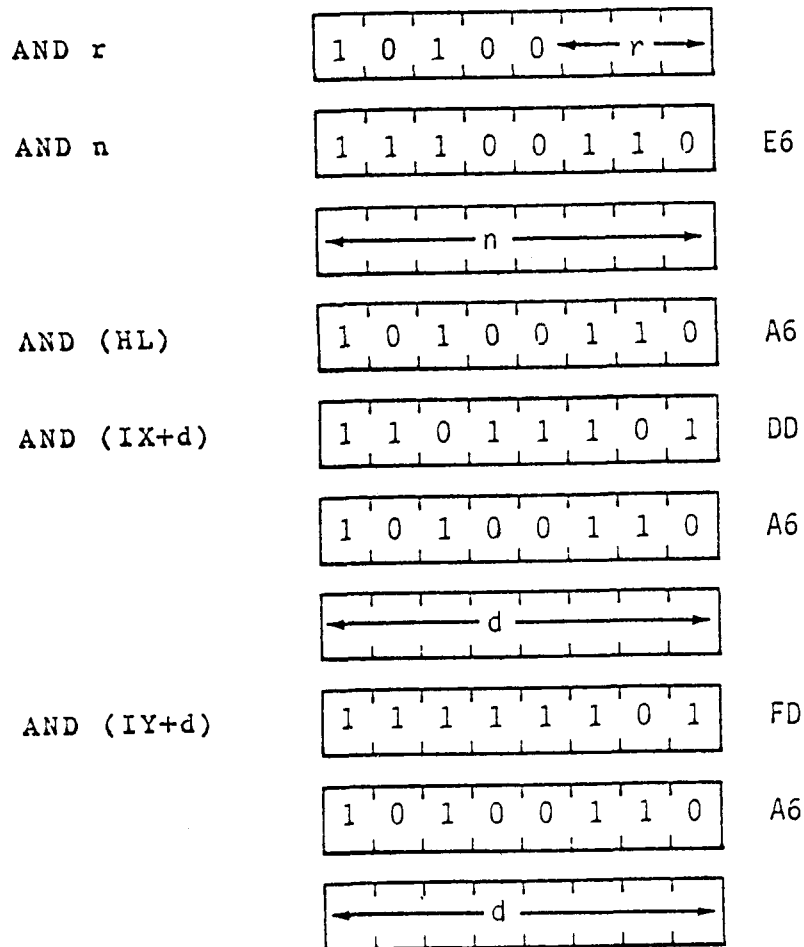 AND r 1 0 1 0 0 r
AND n 1 1 1 0 0 1 1 0 E6
n
AND (HL) 1 0 1 0 0 1 1 0 A6
AND (IX+d) 1 1 0 1 1 1 0 1 DD
1 0 1 0 0 1 1 0 A6
d
AND (IY+d) 1 1 1 1 1 1 0 1 FD
1 0 1 0 0 1 1 0 A6
d